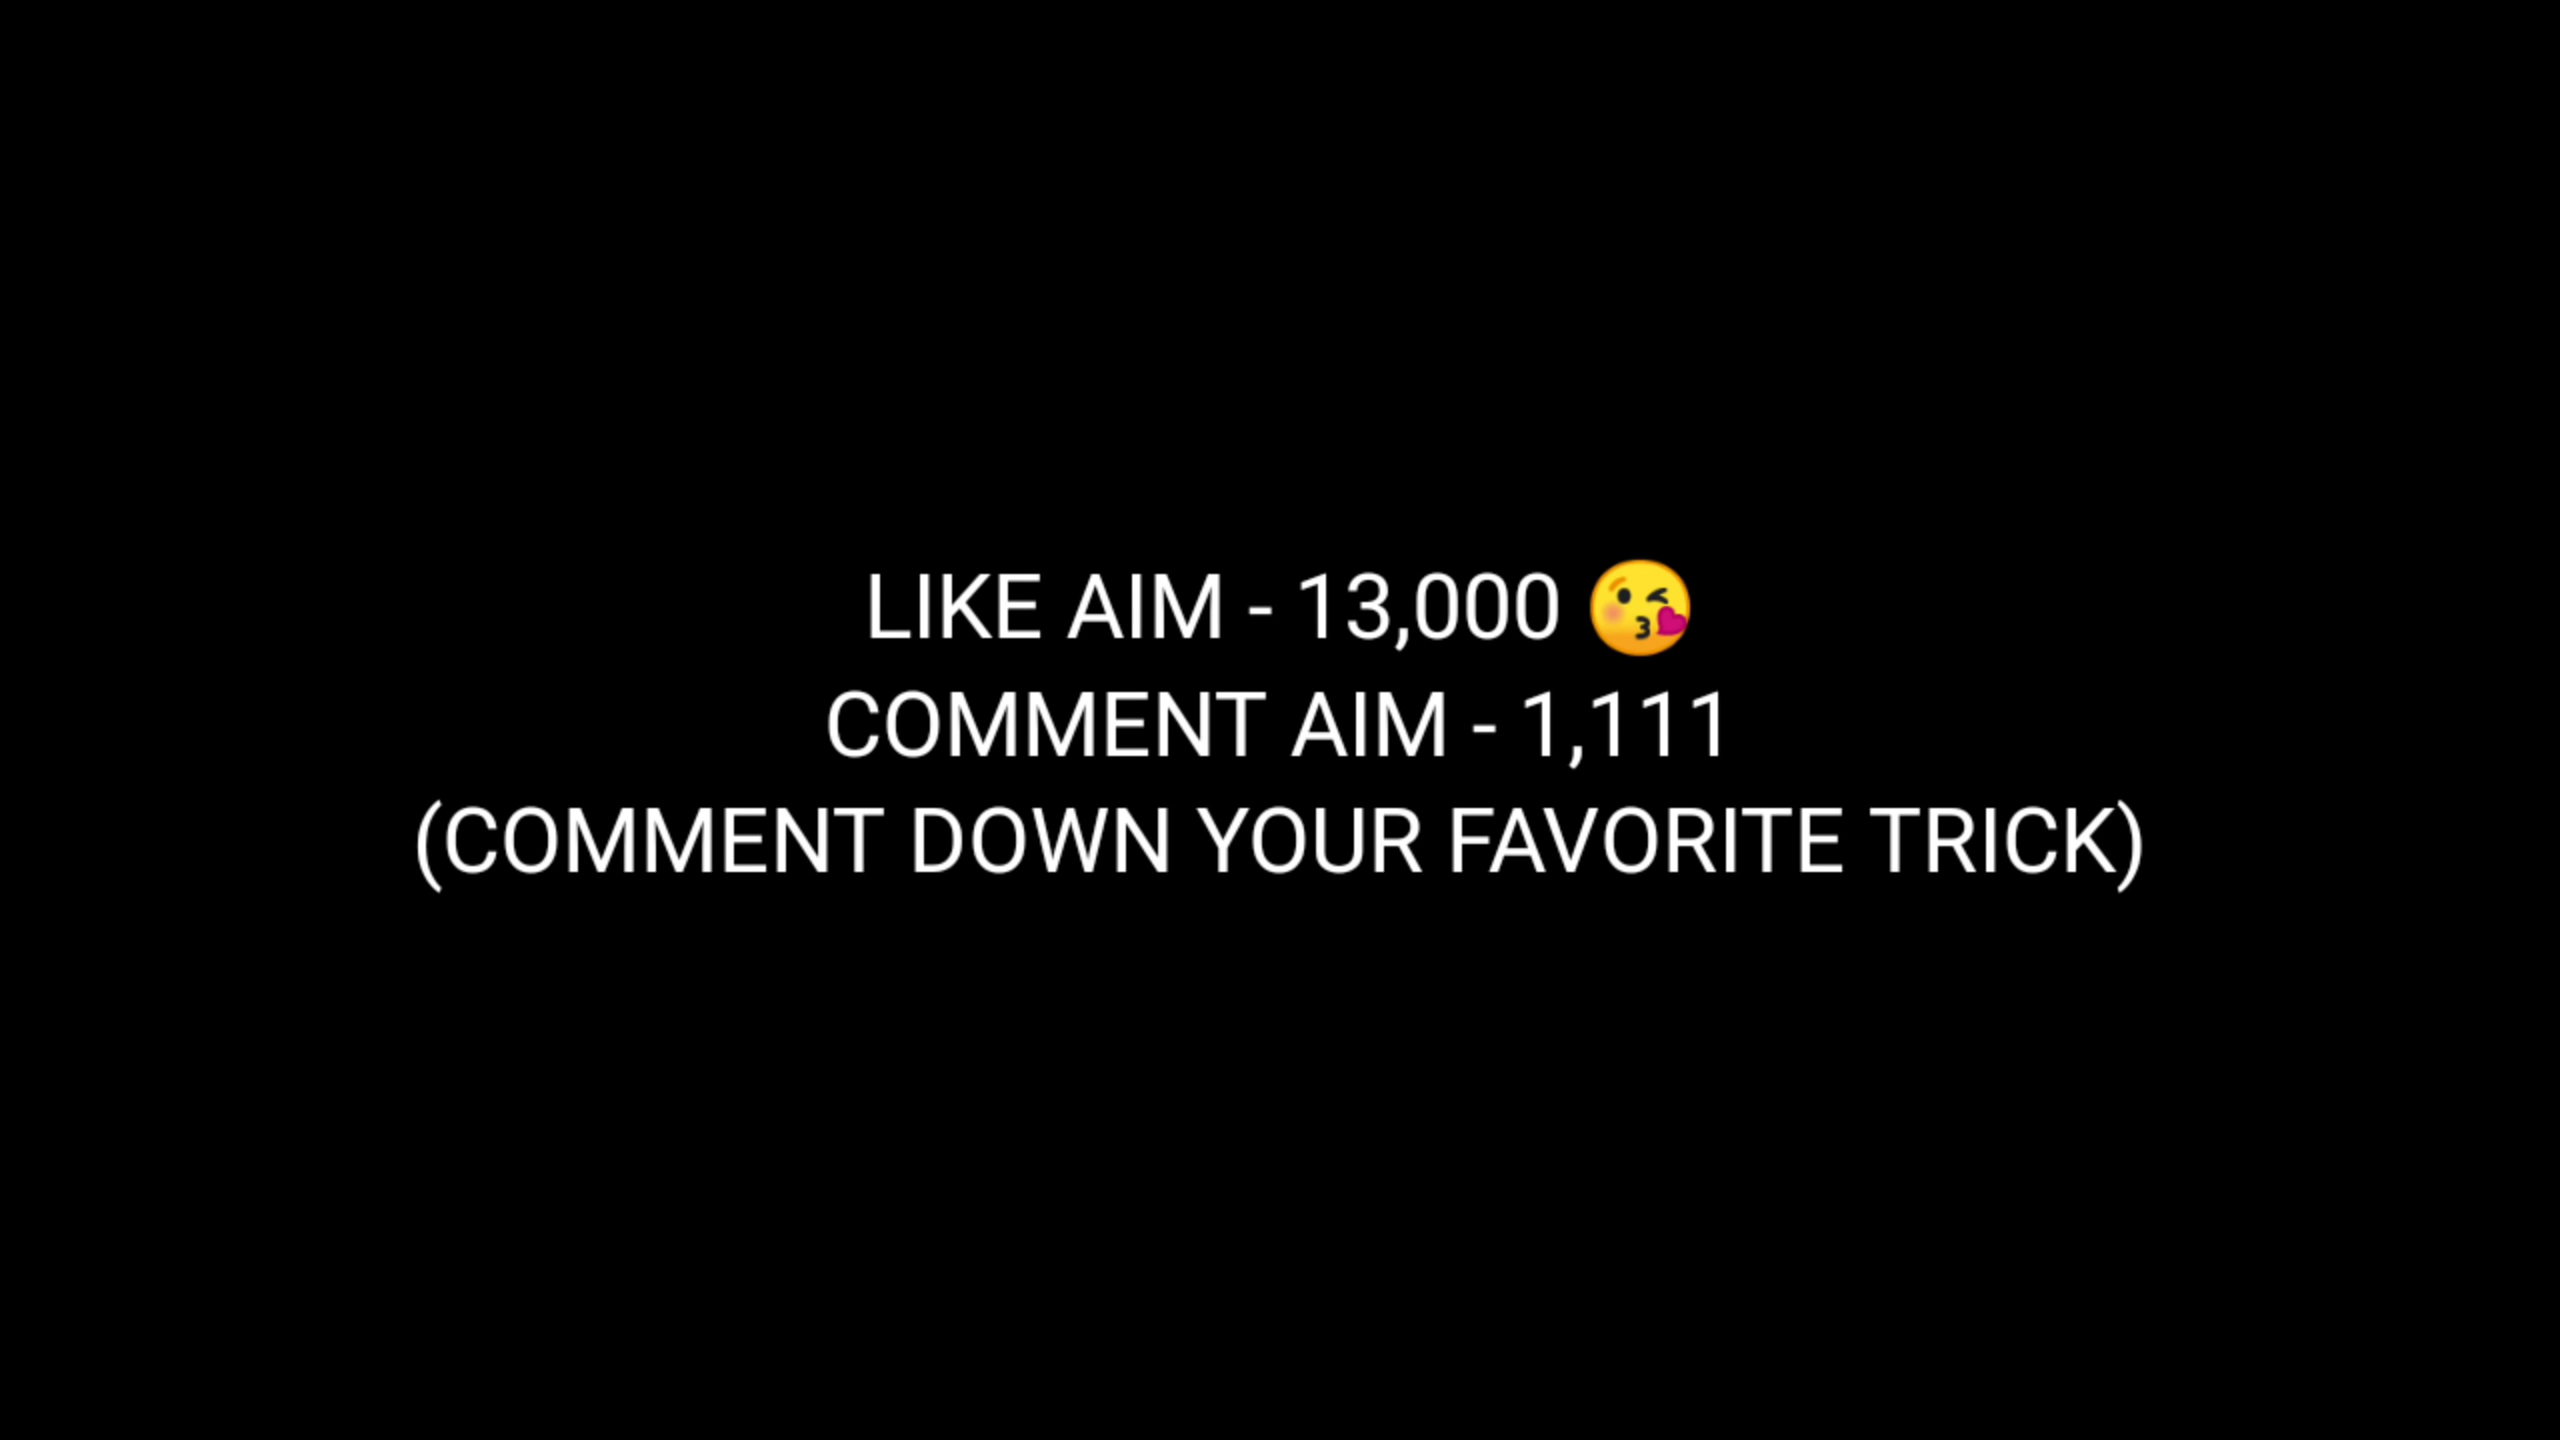 LIKE AIM - 13,000 😘
COMMENT AIM - 1,111
(COMMENT DOWN YOUR FAVORITE TRICK)